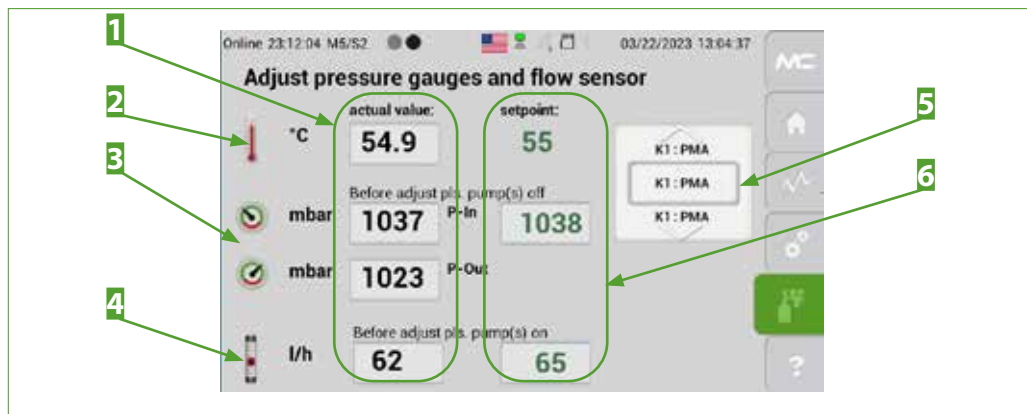 1
Online 23:12:04 M5/S2 03/22/2023 13:04:37
MC
Adjust pressure gauges and flow sensor
2
actual value: setpoint:
5
°C 54.9 55
K1 : PMA
3
K1 : PMA
6
Before adjust pls. pump(s) off
mbar 1037 P-In 1038
K1 : PMA
mbar 1023 P-Out
4
Before adjust pls. pump(s) on
l/h 62 65
?